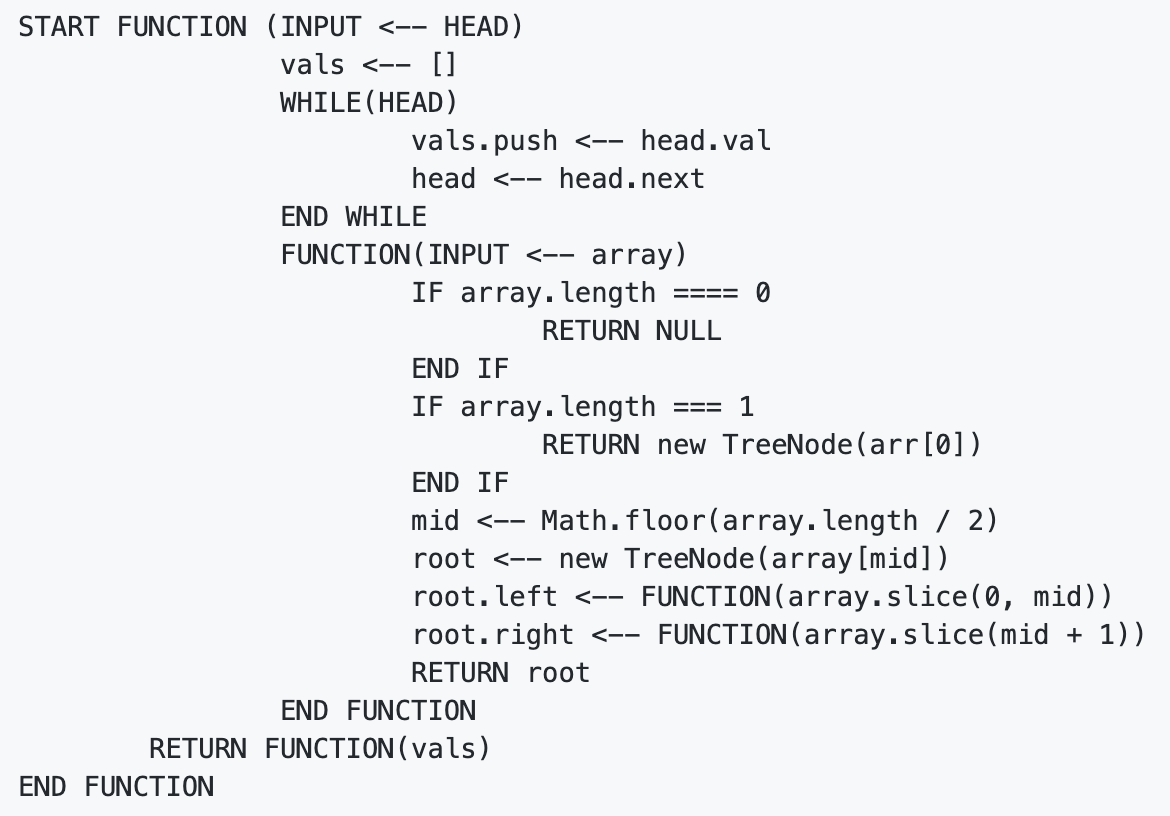 START FUNCTION (INPUT <-- HEAD)
vals <-- []
WHILE(HEAD)
vals.push <-- head.val
head <-- head.next
END WHILE
FUNCTION(INPUT <-- array)
IF array.length ==== 0
RETURN NULL
END IF
IF array.length === 1
RETURN new TreeNode(arr[0])
END IF
mid <-- Math.floor(array.length / 2)
root <-- new TreeNode(array[mid])
root.left <-- FUNCTION(array.slice(0, mid))
root.right <-- FUNCTION(array.slice(mid + 1))
RETURN root
END FUNCTION
RETURN FUNCTION(vals)
END FUNCTION